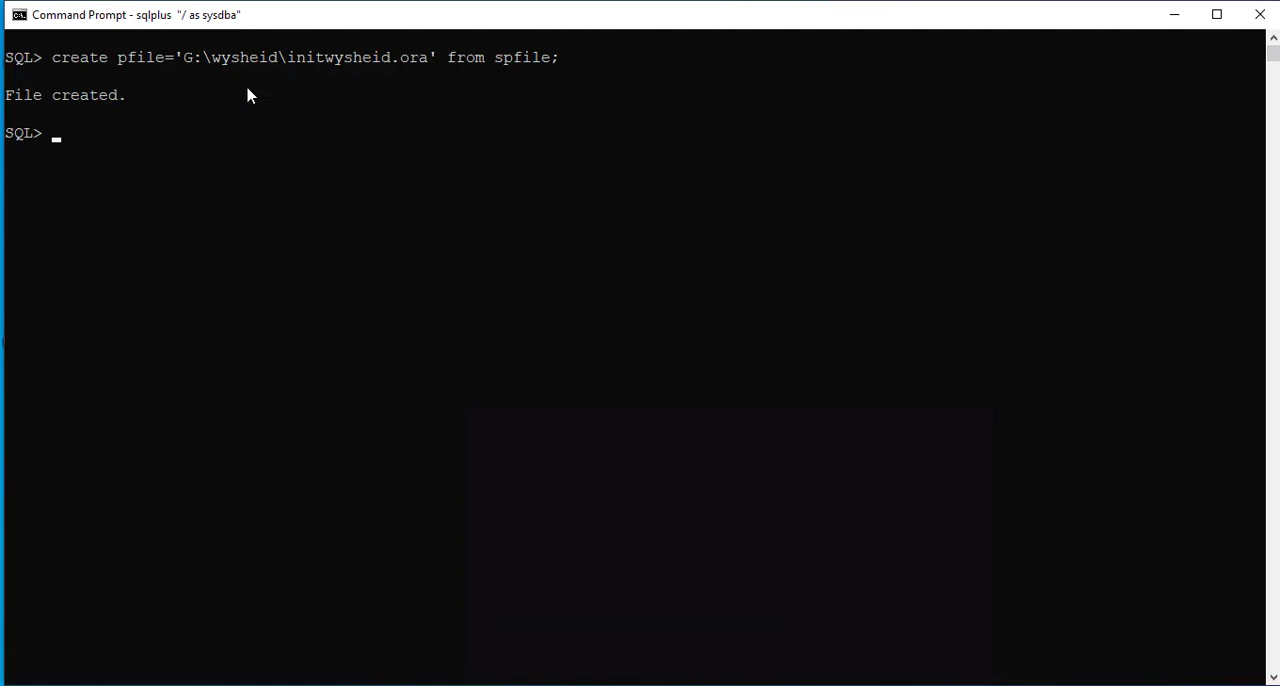 Command Prompt - sqlplus "/ as sysdba"
SQL> create pfile='G:\wysheid\initwysheid.ora' from spfile;
File created.
SQL>